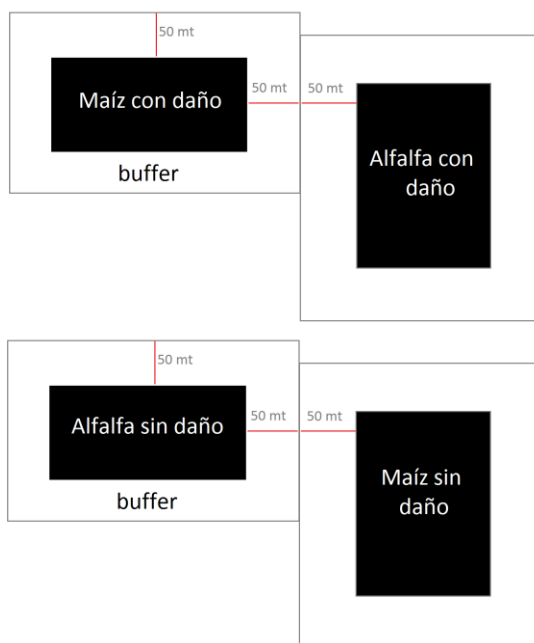 50 mt
Maíz con daño
50 mt
50 mt
buffer
Alfalfa con
daño
50 mt
Alfalfa sin daño
50 mt
50 mt
buffer
Maíz sin
daño